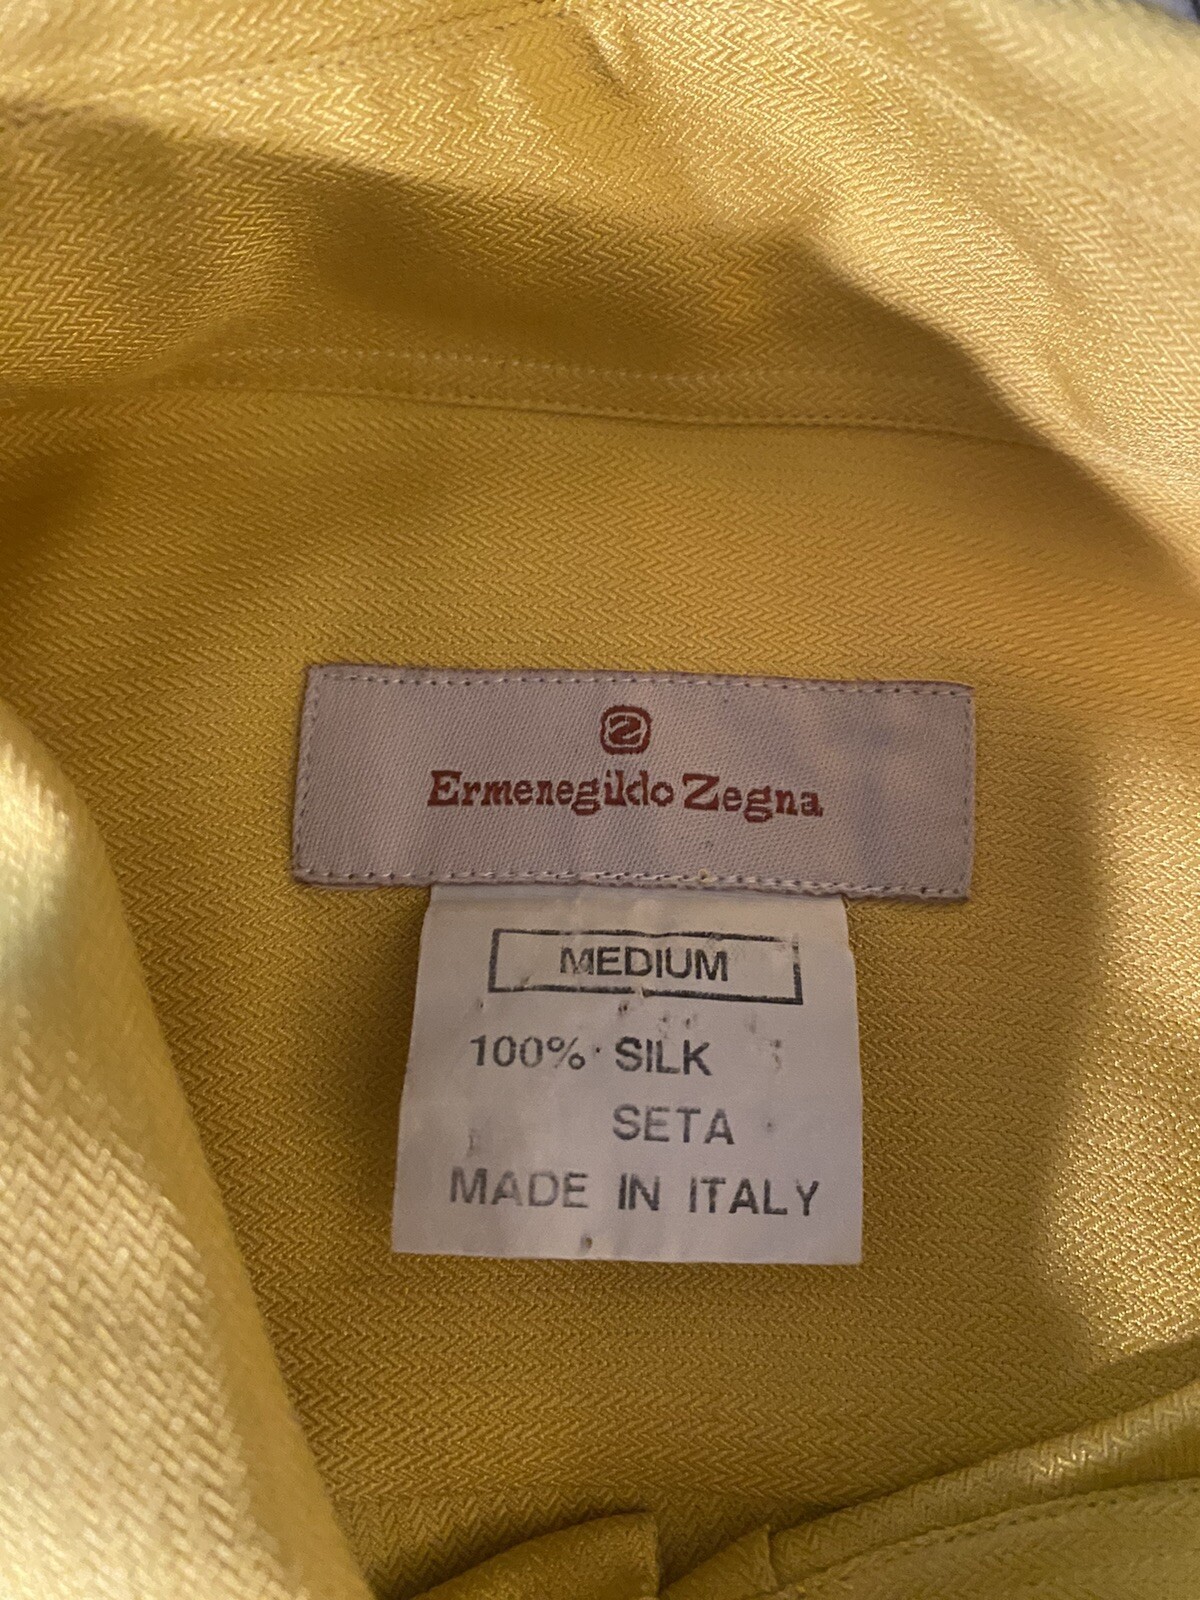 Z
Ermenegildo Zegna
MEDIUM
100% SILK
SETA
MADE IN ITALY